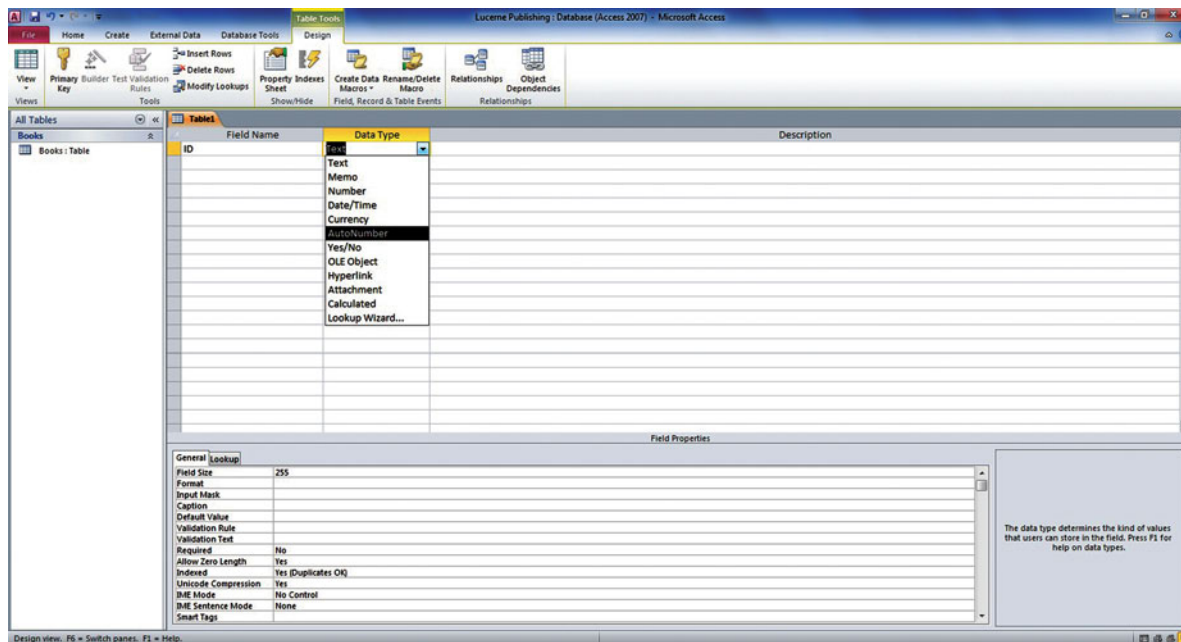 Table Tools
Lucerne Publishing : Database (Access 2007) - Microsoft Access
File Home Create External Data Database Tools Design
View
Primary Key
Builder
Test Validation Rules
Insert Rows
Delete Rows
Modify Lookups
Property Sheet
Indexes
Create Data Macros
Rename/Delete Macro
Relationships
Object Dependencies
Views Tools Show/Hide Field, Record & Table Events Relationships
All Tables
Books
Books : Table
Table1
Field Name Data Type Description
ID Text
Text
Memo
Number
Date/Time
Currency
AutoNumber
Yes/No
OLE Object
Hyperlink
Attachment
Calculated
Lookup Wizard...
Field Properties
General Lookup
Field Size 255
Format
Input Mask
Caption
Default Value
Validation Rule
Validation Text
Required No
Allow Zero Length Yes
Indexed Yes (Duplicates OK)
Unicode Compression Yes
IME Mode No Control
IME Sentence Mode None
Smart Tags
The data type determines the kind of values
that users can store in the field. Press F1 for
help on data types.
Design view. F6 = Switch panes. F1 = Help.